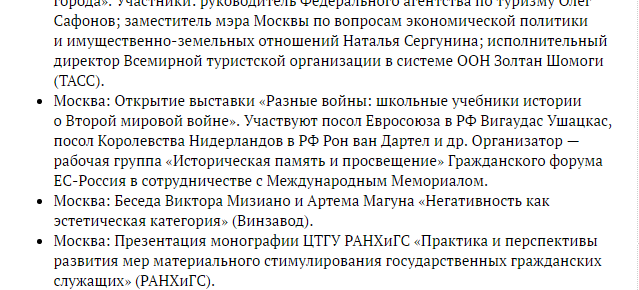 города». Участники: руководитель Федерального агентства по туризму Олег
Сафонов; заместитель мэра Москвы по вопросам экономической политики
и имущественно-земельных отношений Наталья Сергунина; исполнительный
директор Всемирной туристской организации в системе ООН Золтан Шомоги
(ТАСС).
• Москва: Открытие выставки «Разные войны: школьные учебники истории
о Второй мировой войне». Участвуют посол Евросоюза в РФ Вигаудас Ушацкас,
посол Королевства Нидерландов в РФ Рон ван Дартел и др. Организатор —
рабочая группа «Историческая память и просвещение» Гражданского форума
ЕС-Россия в сотрудничестве с Международным Мемориалом.
• Москва: Беседа Виктора Мизиано и Артема Магуна «Негативность как
эстетическая категория» (Винзавод).
• Москва: Презентация монографии ЦТГУ РАНХиГС «Практика и перспективы
развития мер материального стимулирования государственных гражданских
служащих» (РАНХиГС).